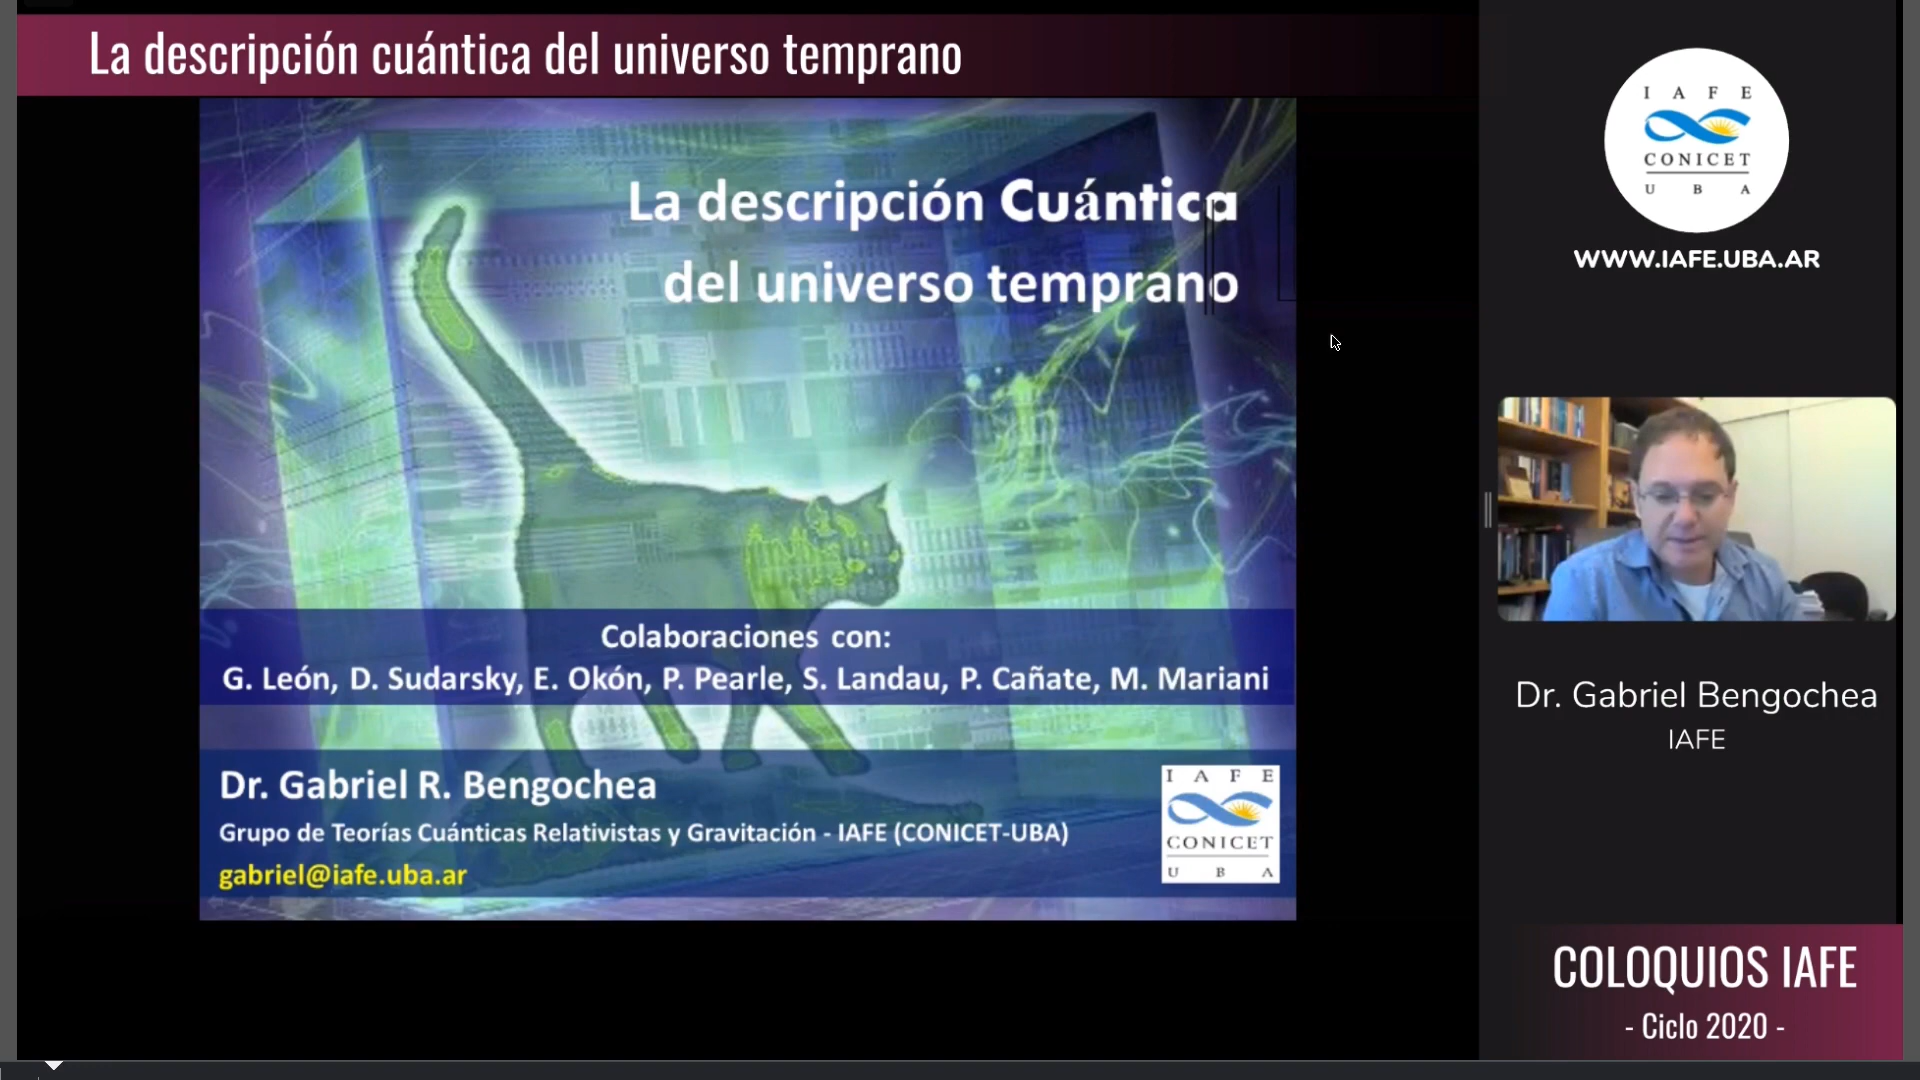 La descripción cuántica del universo temprano
La descripción Cuántica
del universo temprano
Colaboraciones con:
G. León, D. Sudarsky, E. Okón, P. Pearle, S. Landau, P. Cañate, M. Mariani
Dr. Gabriel R. Bengochea
Grupo de Teorías Cuánticas Relativistas y Gravitación - IAFE (CONICET-UBA)
gabriel@iafe.uba.ar
I A F E
CONICET
U B A
I A F E
CONICET
U B A
WWW.IAFE.UBA.AR
Dr. Gabriel Bengochea
IAFE
COLOQUIOS IAFE
- Ciclo 2020 -